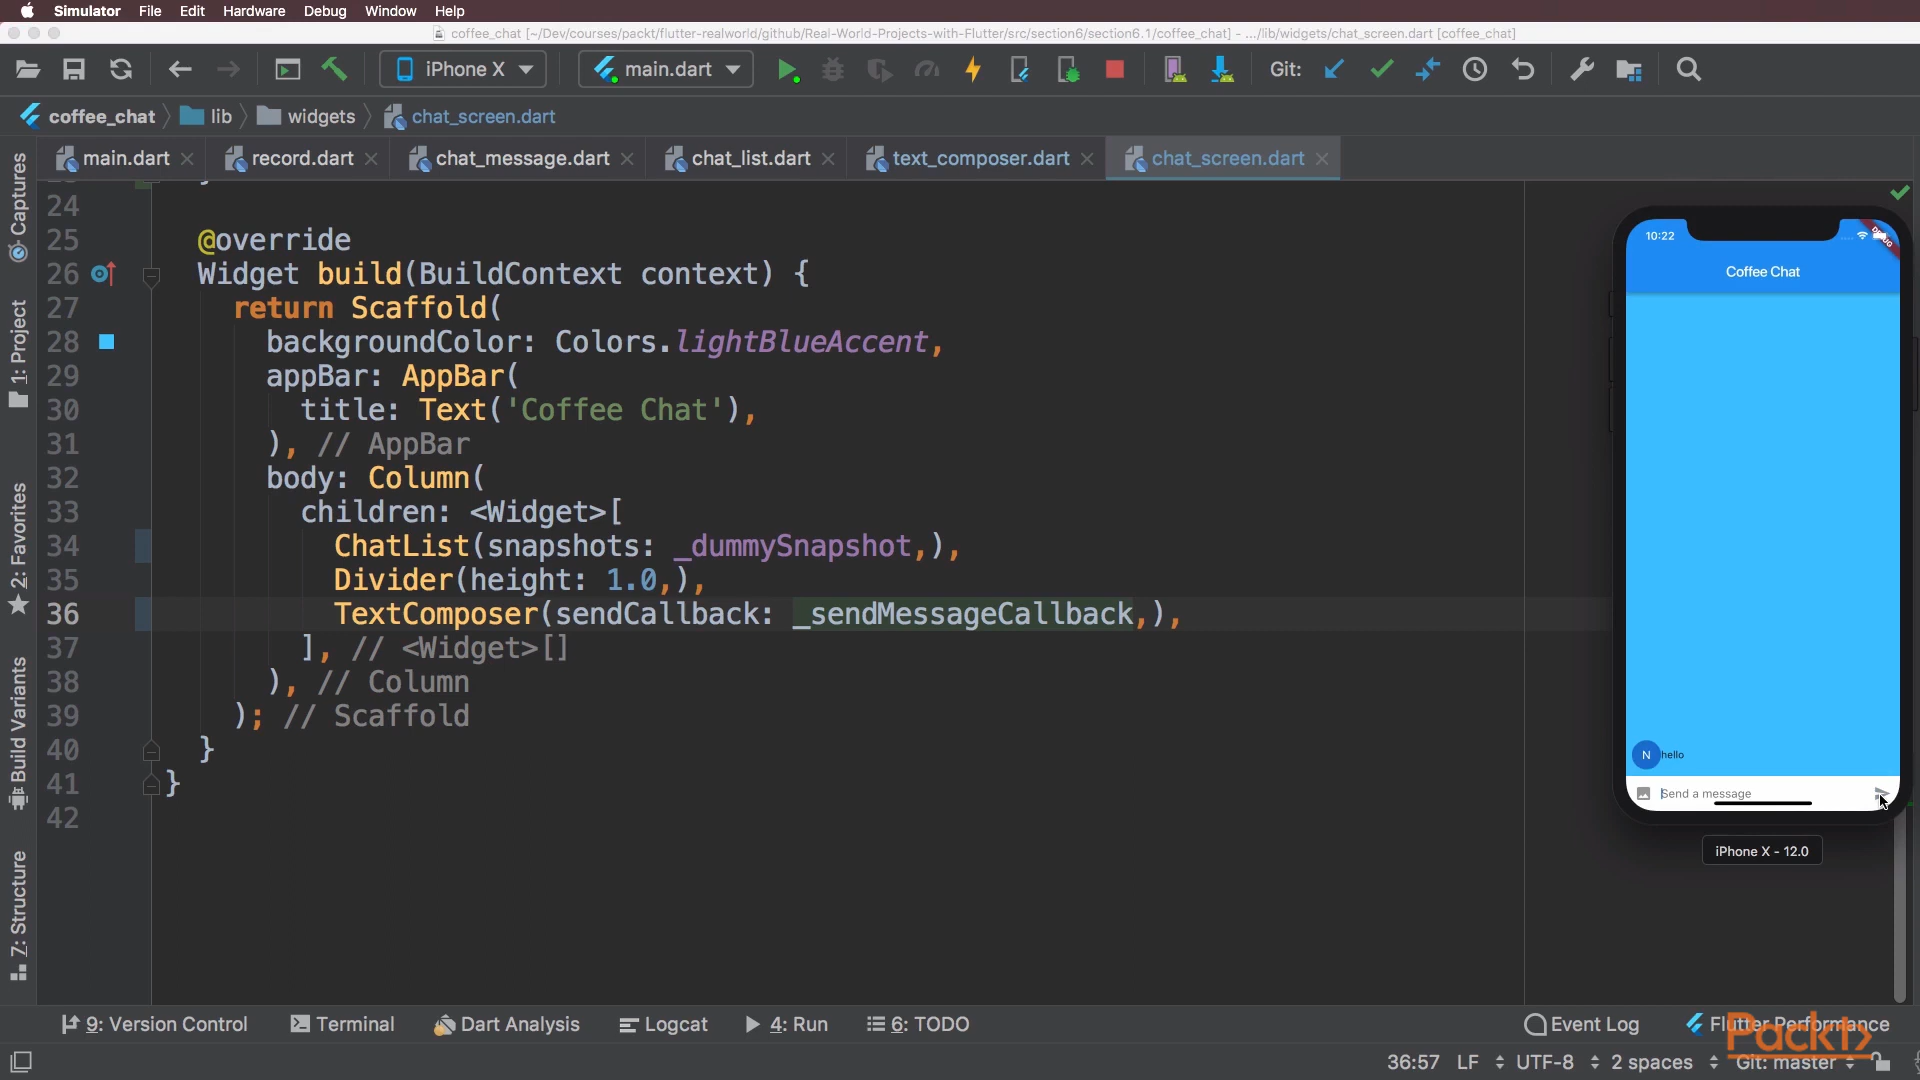 Simulator File Edit Hardware Debug Window Help
coffee_chat [~/Dev/courses/packt/flutter-realworld/github/Real-World-Projects-with-Flutter/src/section6/section6.1/coffee_chat] - .../lib/widgets/chat_screen.dart [coffee_chat]
iPhone X main.dart Git:
coffee_chat lib widgets chat_screen.dart
main.dart record.dart chat_message.dart chat_list.dart text_composer.dart chat_screen.dart
Captures
1: Project
2: Favorites
Build Variants
7: Structure
24
25 @override
26 Widget build(BuildContext context) {
27 return Scaffold(
28 backgroundColor: Colors.lightBlueAccent,
29 appBar: AppBar(
30 title: Text('Coffee Chat'),
31 ), // AppBar
32 body: Column(
33 children: <Widget>[
34 ChatList(snapshots: _dummySnapshot,),
35 Divider(height: 1.0,),
36 TextComposer(sendCallback: _sendMessageCallback,),
37 ], // <Widget>[]
38 ), // Column
39 ); // Scaffold
40 }
41 }
42
10:22
DEBUG
Coffee Chat
N hello
Send a message
iPhone X - 12.0
9: Version Control Terminal Dart Analysis Logcat 4: Run 6: TODO Event Log Flutter Performance
Packt>
36:57 LF UTF-8 2 spaces Git: master